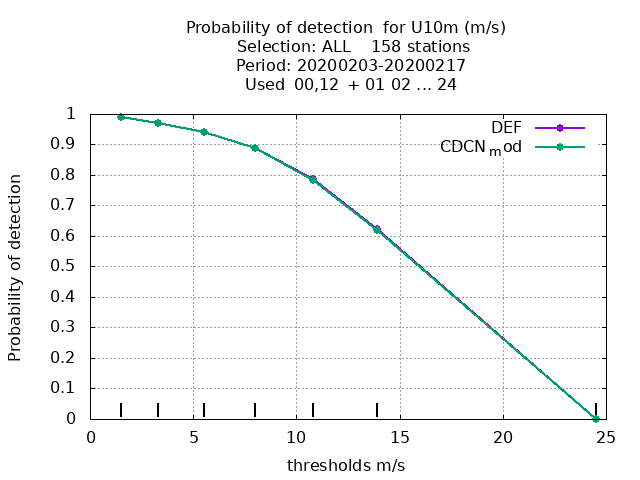 Probability of detection  for U10m (m/s)
Selection: ALL    158 stations
Period: 20200203-20200217
Used  00,12  + 01 02 ... 24
DEF
CDCNmod
1
0.9
0.8
0.7
0.6
0.5
0.4
0.3
0.2
0.1
0
Probability of detection
0 5 10 15 20 25
thresholds m/s